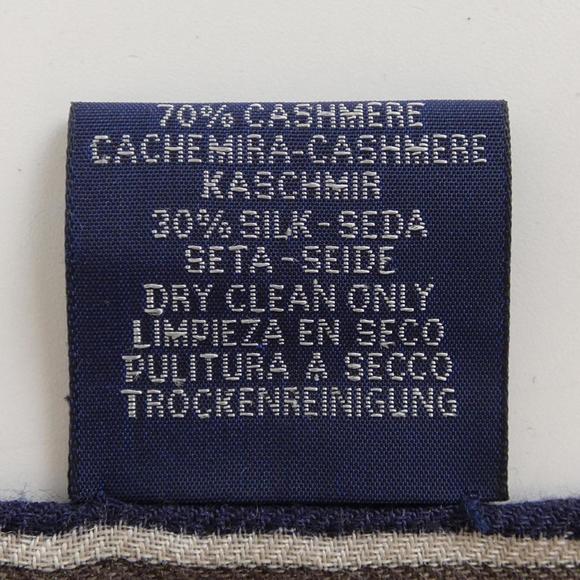 70% CASHMERE
CACHEMIRA-CASHMERE
KASCHMIR
30% SILK-SEDA
SETA-SEIDE
DRY CLEAN ONLY
LIMPIEZA EN SECO
PULITURA A SECCO
TROCKENREINIGUNG